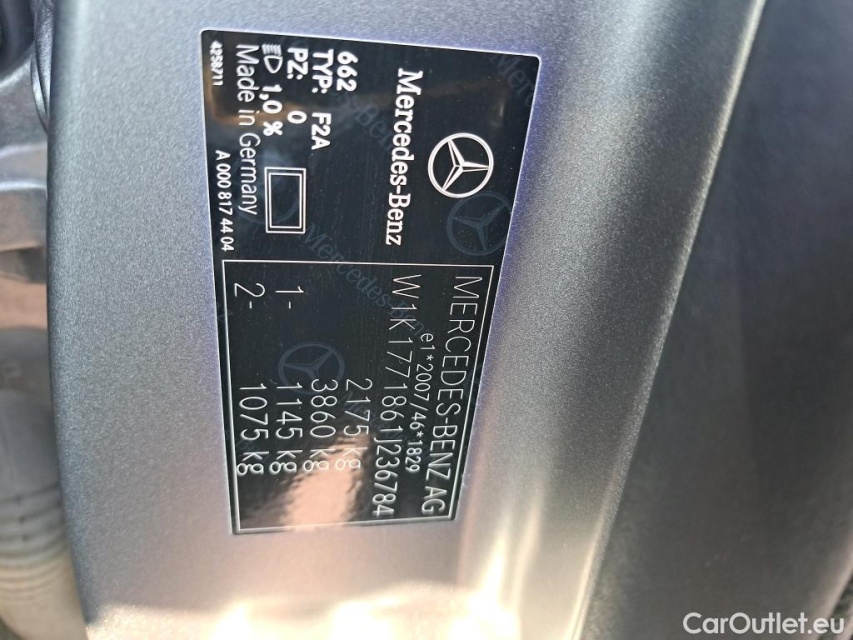 Mercedes-Benz
662
TYP: F2A
PZ: 0
1,0 %
Made in Germany
4258711
A 000 817 44 04
MERCEDES-BENZ AG
e1*2007/46*1829
W1K1771861J236784
2175 kg
3860 kg
1- 1145 kg
2- 1075 kg
CarOutlet.eu